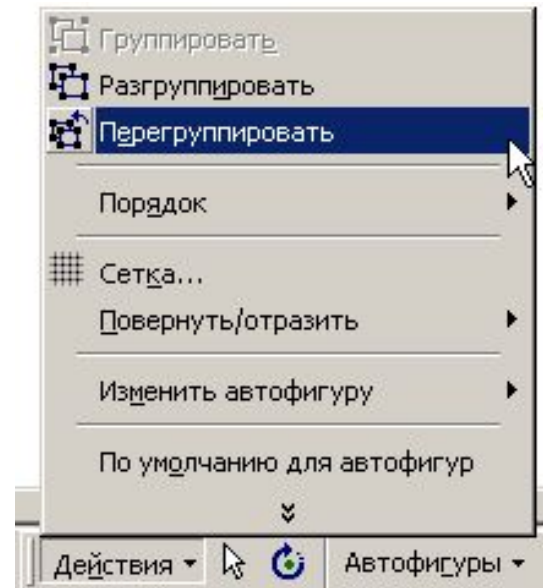 Группировать
Разгруппировать
Перегруппировать
Порядок
Сетка...
Повернуть/отразить
Изменить автофигуру
По умолчанию для автофигур
Действия Автофигуры